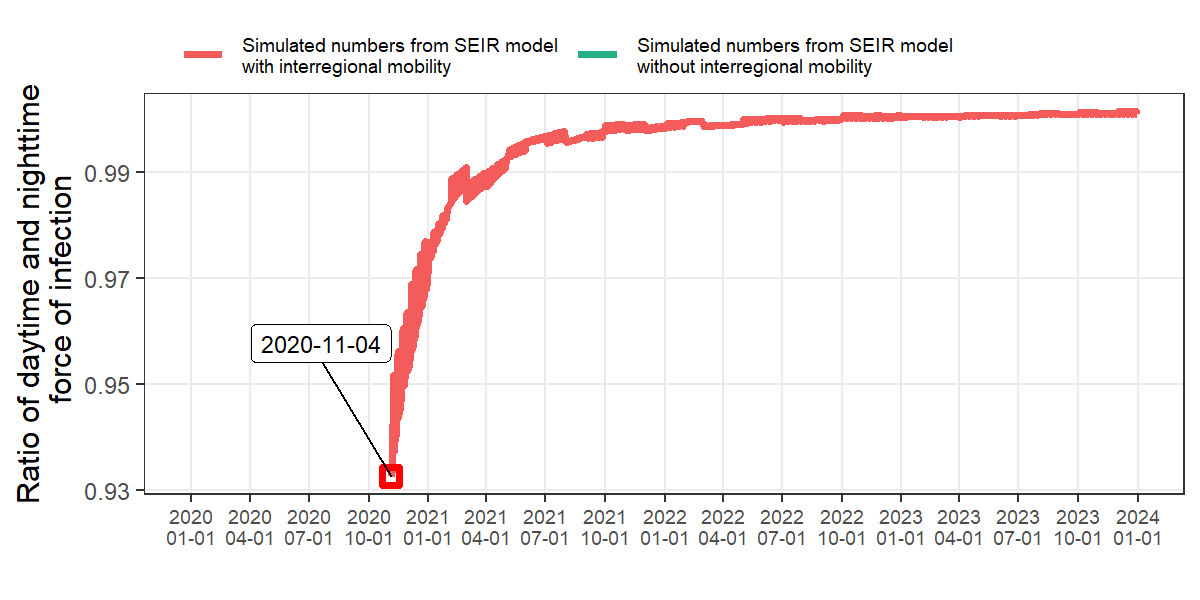 Simulated numbers from SEIR model
with interregional mobility
Simulated numbers from SEIR model
without interregional mobility
Ratio of daytime and nighttime
force of infection
0.99
0.97
0.95
0.93
2020-11-04
2020 2020 2020 2020 2021 2021 2021 2021 2022 2022 2022 2022 2023 2023 2023 2023 2024
01-01 04-01 07-01 10-01 01-01 04-01 07-01 10-01 01-01 04-01 07-01 10-01 01-01 04-01 07-01 10-01 01-01